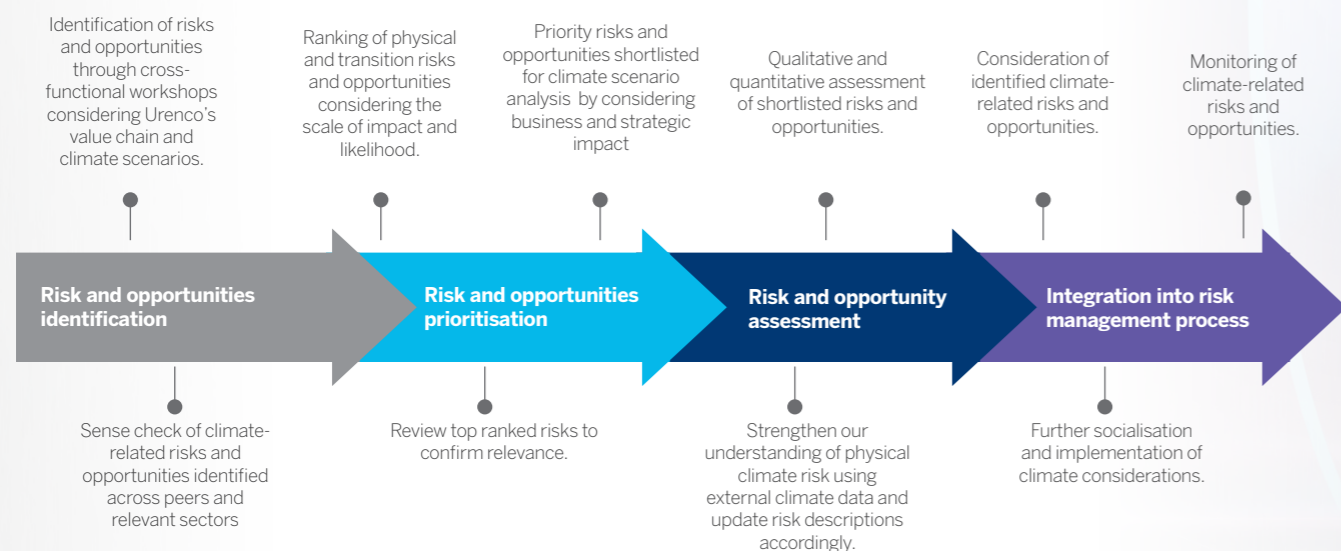 Identification of risks
and opportunities
through cross-
functional workshops
considering Urenco's
value chain and
climate scenarios.
Ranking of physical
and transition risks
and opportunities
considering the
scale of impact and
likelihood.
Priority risks and
opportunities shortlisted
for climate scenario
analysis by considering
business and strategic
impact
Qualitative and
quantitative assessment
of shortlisted risks and
opportunities.
Consideration of
identified climate-
related risks and
opportunities.
Monitoring of
climate-related
risks and
opportunities.
Risk and opportunities
identification
Risk and opportunities
prioritisation
Risk and opportunity
assessment
Integration into risk
management process
Sense check of climate-
related risks and
opportunities identified
across peers and
relevant sectors
Review top ranked risks to
confirm relevance.
Strengthen our
understanding of physical
climate risk using
external climate data and
update risk descriptions
accordingly.
Further socialisation
and implementation of
climate considerations.